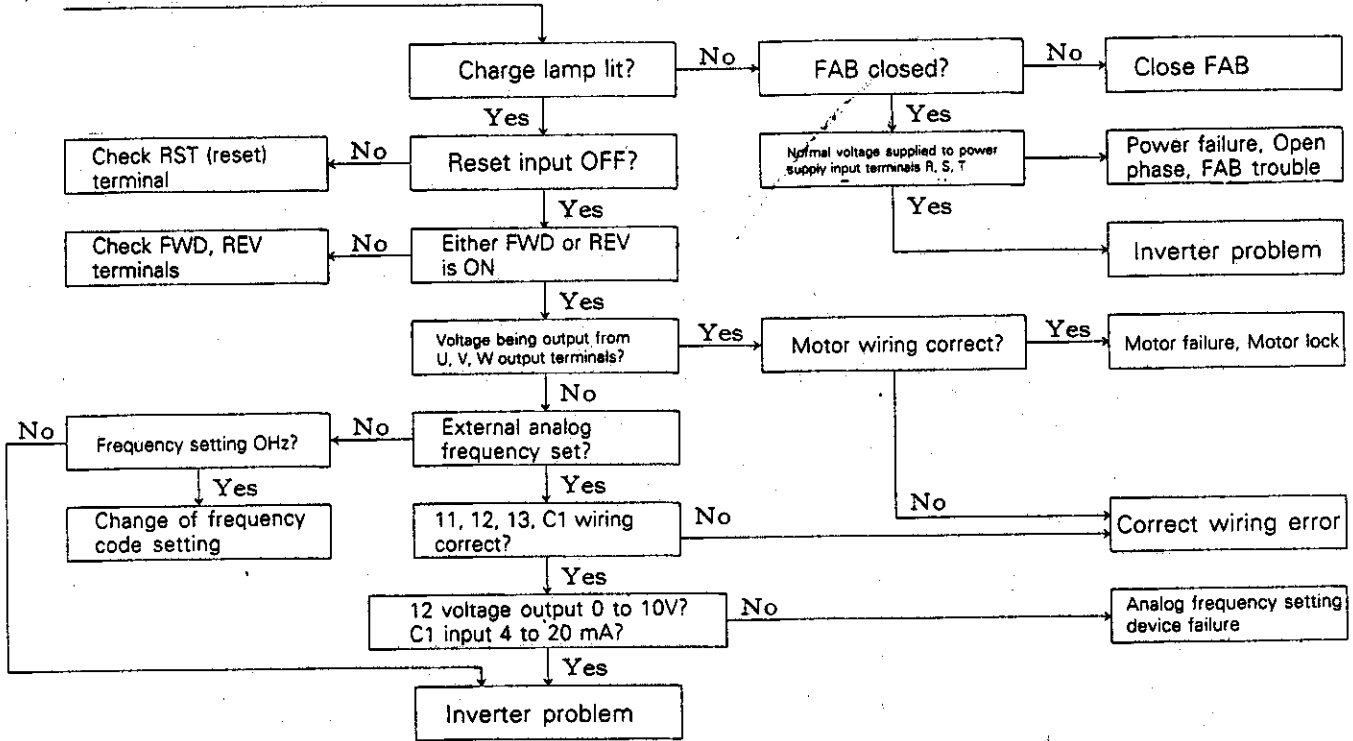 Charge lamp lit?
No
FAB closed?
No
Close FAB
Yes
Yes
Check RST (reset)
terminal
No
Reset input OFF?
Normal voltage supplied to power
supply input terminals R, S, T
Power failure, Open
phase, FAB trouble
Yes
Yes
Check FWD, REV
terminals
No
Either FWD or REV
is ON
Inverter problem
Yes
Voltage being output from
U, V, W output terminals?
Yes
Motor wiring correct?
Yes
Motor failure, Motor lock
No
No
Frequency setting OHz?
No
External analog
frequency set?
Yes
Yes
Change of frequency
code setting
11, 12, 13, C1 wiring
correct?
No
No
Correct wiring error
Yes
12 voltage output 0 to 10V?
C1 input 4 to 20 mA?
No
Analog frequency setting
device failure
Yes
Inverter problem